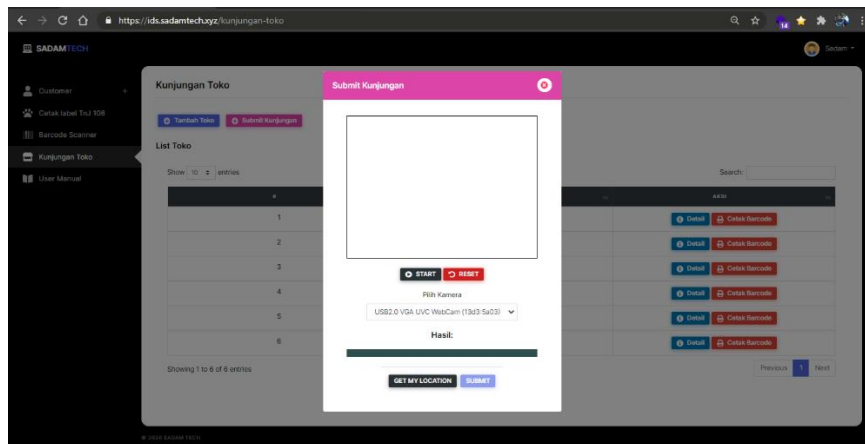 https://ids.sadamtech.xyz/kunjungan-toko
14
SADAMTECH
Sadam
Customer +
Cetak label TnJ 108
Barcode Scanner
Kunjungan Toko
User Manual
Kunjungan Toko
Tambah Toko Submit Kunjungan
List Toko
Show 10 entries
Search:
# AKSI
1 Detail Cetak Barcode
2 Detail Cetak Barcode
3 Detail Cetak Barcode
4 Detail Cetak Barcode
5 Detail Cetak Barcode
6 Detail Cetak Barcode
Showing 1 to 6 of 6 entries
Previous 1 Next
Submit Kunjungan
START RESET
Pilih Kamera
USB2.0 VGA UVC WebCam (13d3:5a03)
Hasil:
GET MY LOCATION SUBMIT
© 2020 SADAM TECH